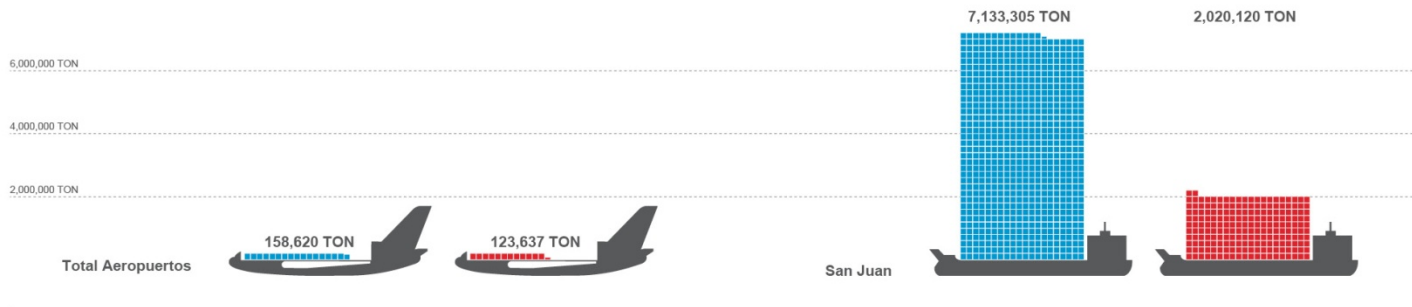 7,133,305 TON
2,020,120 TON
6,000,000 TON
4,000,000 TON
2,000,000 TON
158,620 TON
123,637 TON
Total Aeropuertos
San Juan